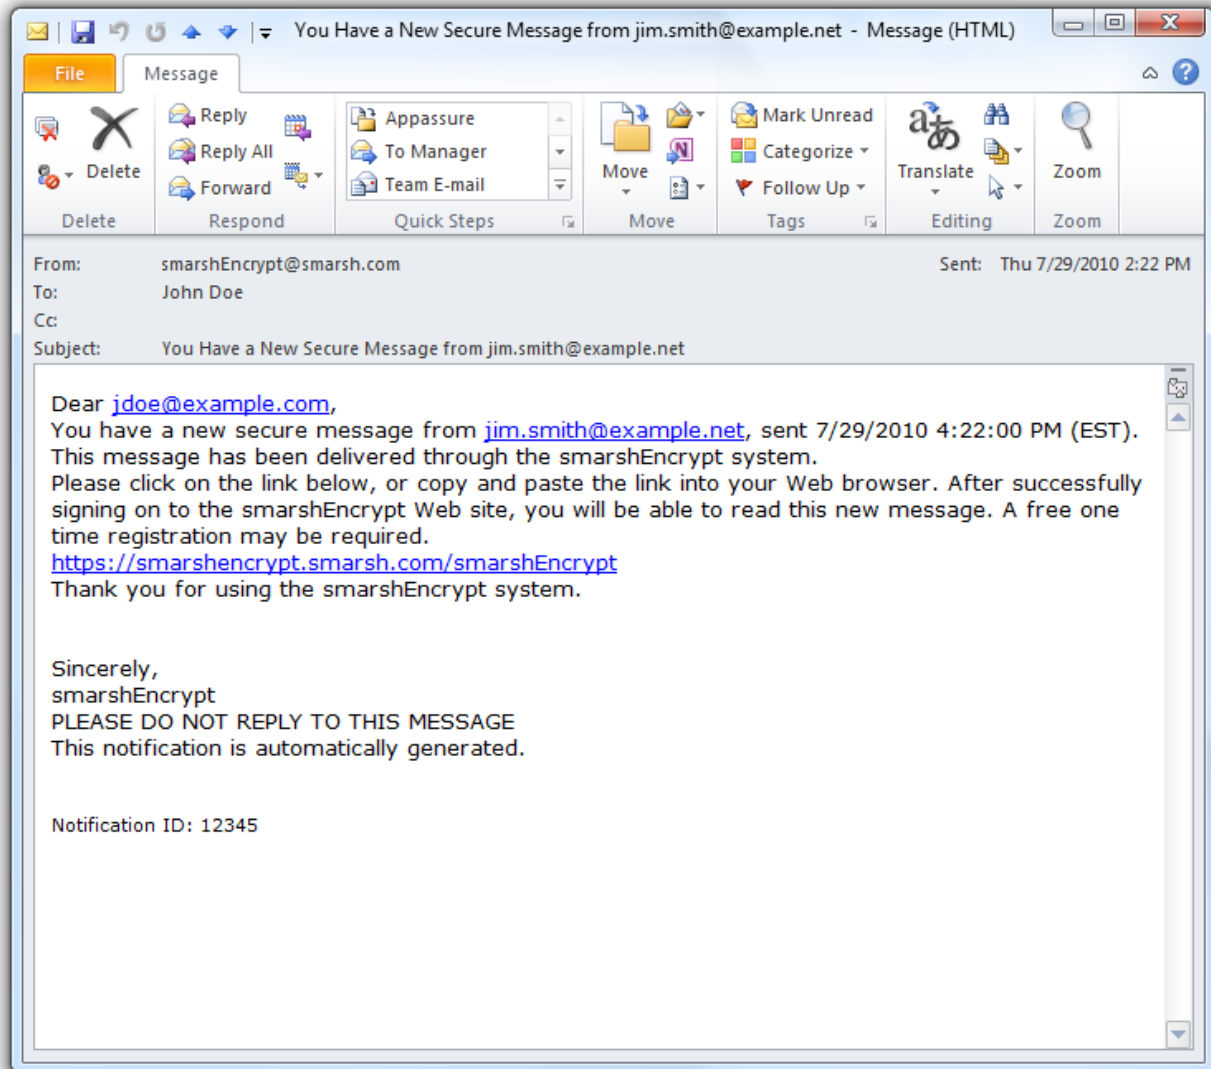 You Have a New Secure Message from jim.smith@example.net - Message (HTML)
File Message
Delete
Reply
Reply All
Forward
Appassure
To Manager
Team E-mail
Move
Mark Unread
Categorize
Follow Up
Translate
Zoom
Delete Respond Quick Steps Move Tags Editing Zoom
From: smarshEncrypt@smarsh.com Sent: Thu 7/29/2010 2:22 PM
To: John Doe
Cc:
Subject: You Have a New Secure Message from jim.smith@example.net
Dear jdoe@example.com,
You have a new secure message from jim.smith@example.net, sent 7/29/2010 4:22:00 PM (EST).
This message has been delivered through the smarshEncrypt system.
Please click on the link below, or copy and paste the link into your Web browser. After successfully
signing on to the smarshEncrypt Web site, you will be able to read this new message. A free one
time registration may be required.
https://smarshencrypt.smarsh.com/smarshEncrypt
Thank you for using the smarshEncrypt system.
Sincerely,
smarshEncrypt
PLEASE DO NOT REPLY TO THIS MESSAGE
This notification is automatically generated.
Notification ID: 12345